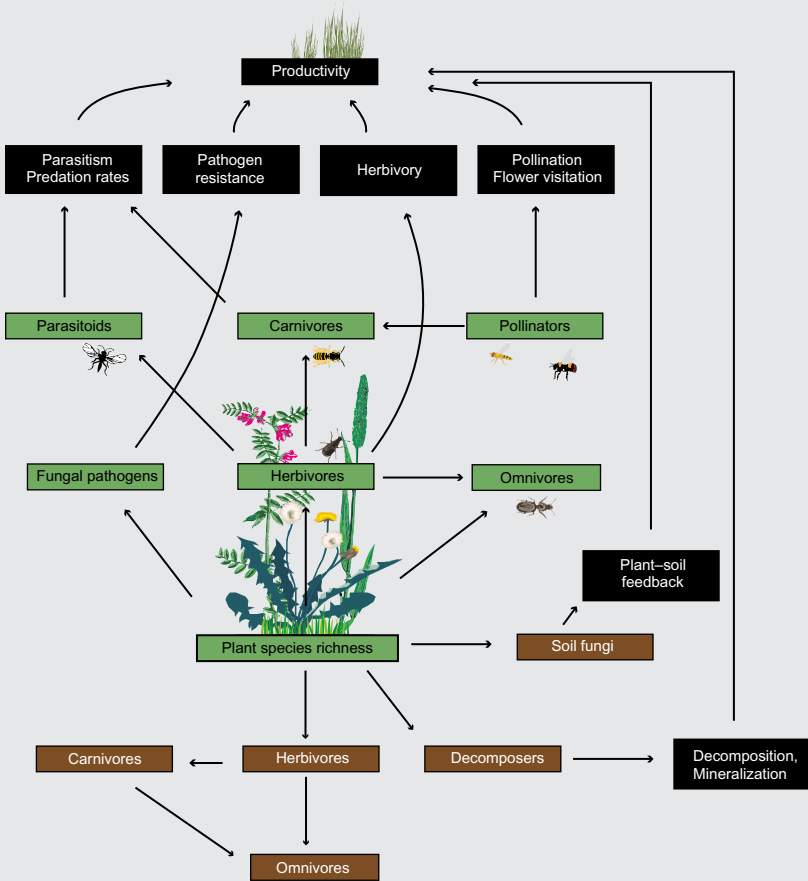 Productivity
Parasitism
Predation rates
Pathogen
resistance
Herbivory
Pollination
Flower visitation
Parasitoids
Carnivores
Pollinators
Fungal pathogens
Herbivores
Omnivores
Plant–soil
feedback
Plant species richness
Soil fungi
Carnivores
Herbivores
Decomposers
Decomposition,
Mineralization
Omnivores